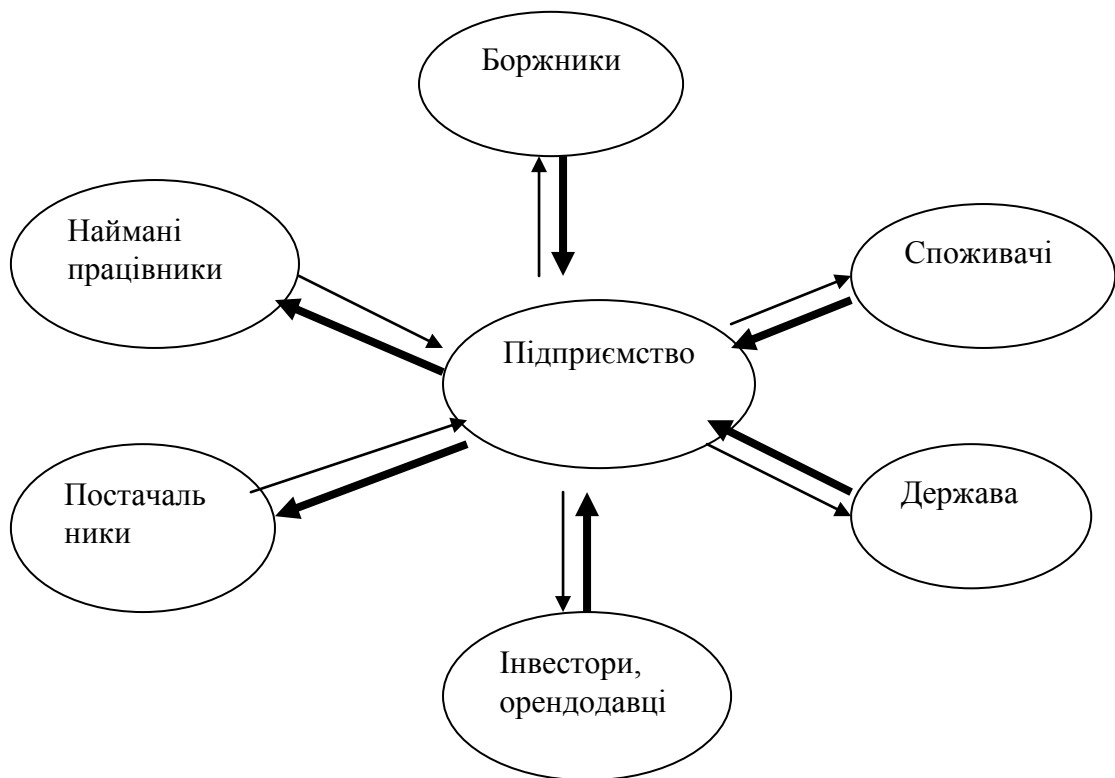 Боржники
Наймані
працівники
Споживачі
Підприємство
Постачаль
ники
Держава
Інвестори,
орендодавці